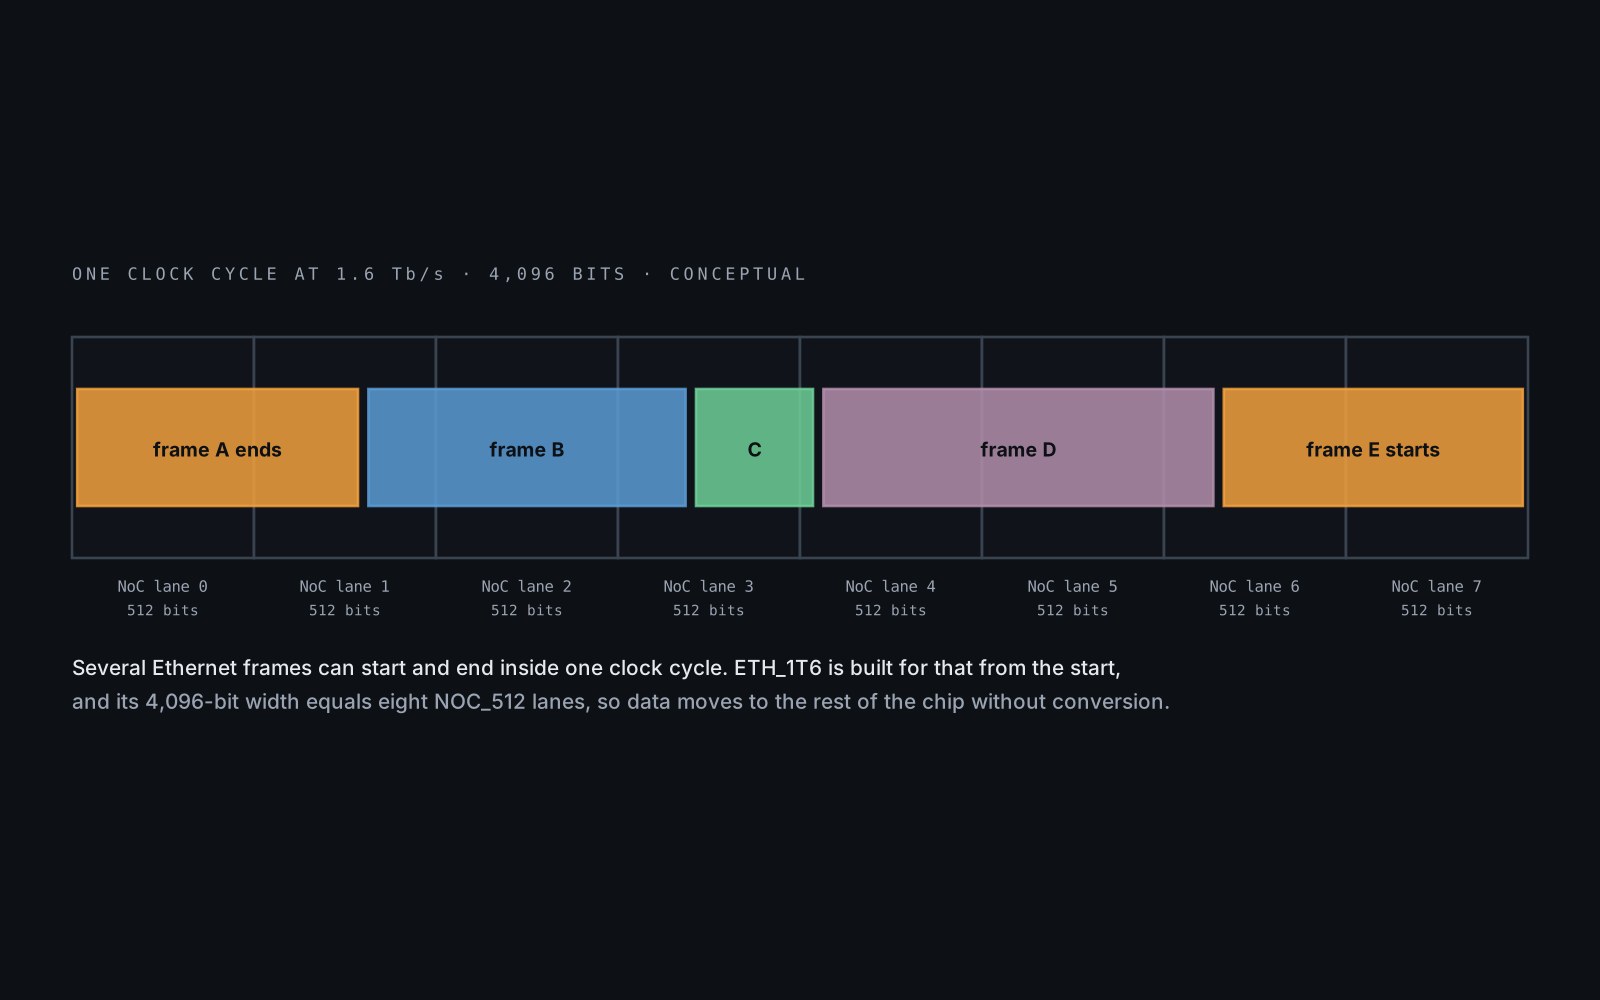 ONE CLOCK CYCLE AT 1.6 Tb/s · 4,096 BITS · CONCEPTUAL
frame A ends frame B C frame D frame E starts
NoC lane 0 NoC lane 1 NoC lane 2 NoC lane 3 NoC lane 4 NoC lane 5 NoC lane 6 NoC lane 7
512 bits 512 bits 512 bits 512 bits 512 bits 512 bits 512 bits 512 bits
Several Ethernet frames can start and end inside one clock cycle. ETH_1T6 is built for that from the start,
and its 4,096-bit width equals eight NOC_512 lanes, so data moves to the rest of the chip without conversion.